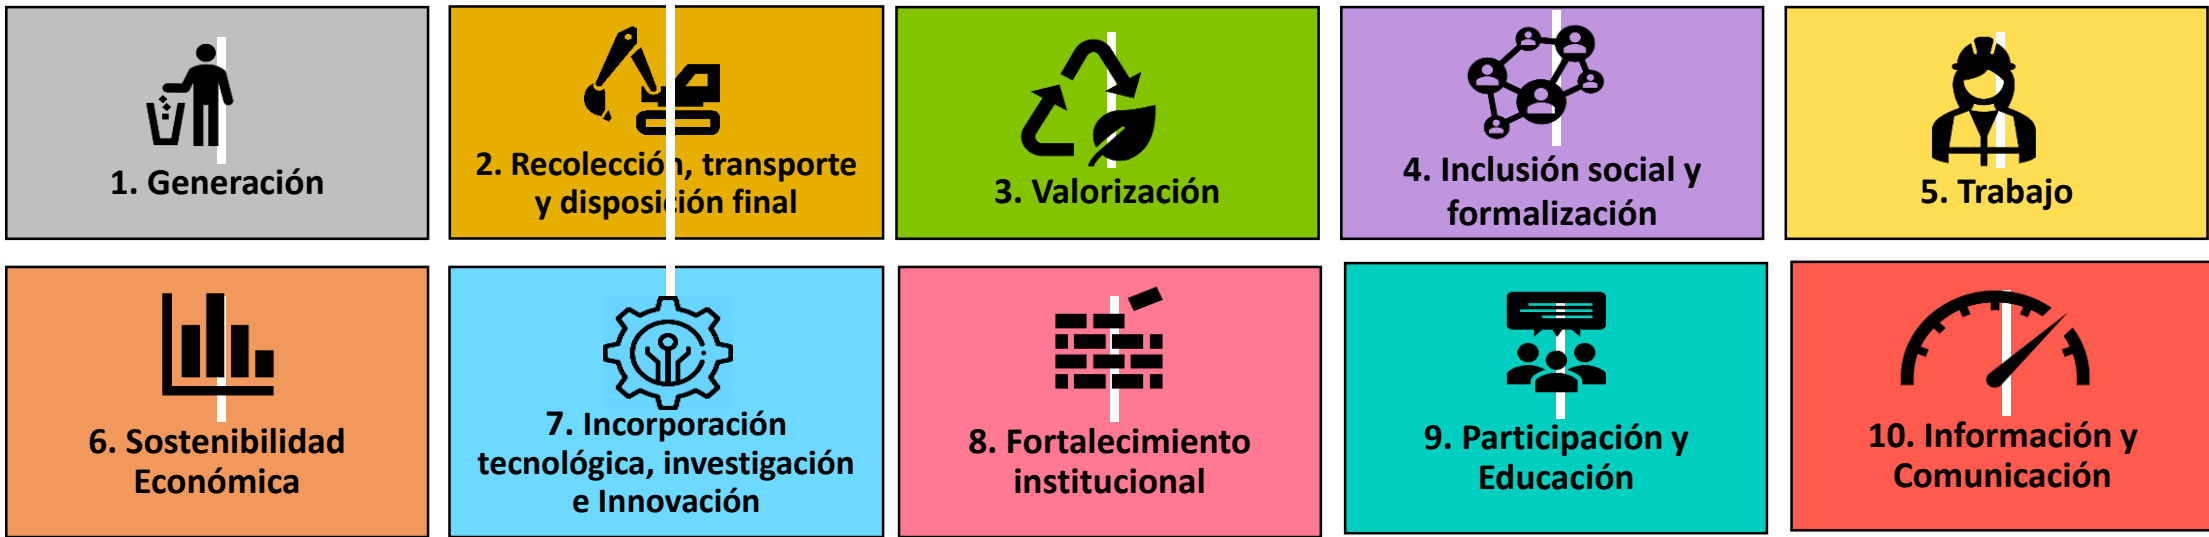 1. Generación
2. Recolección, transporte
y disposición final
3. Valorización
4. Inclusión social y
formalización
5. Trabajo
6. Sostenibilidad
Económica
7. Incorporación
tecnológica, investigación
e Innovación
8. Fortalecimiento
institucional
9. Participación y
Educación
10. Información y
Comunicación